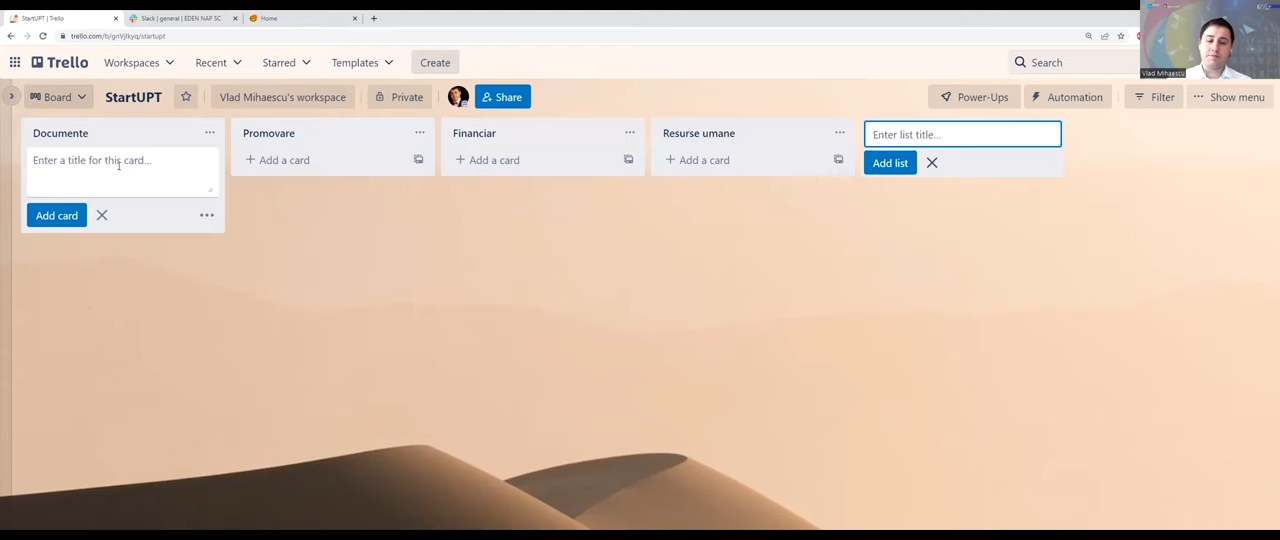 StartUPT | Trello
Slack | general | EDEN NAP SC
Home
trello.com/b/gnVjlkyq/startupt
Trello
Workspaces
Recent
Starred
Templates
Create
Search
Vlad Mihaescu
Board
StartUPT
Vlad Mihaescu's workspace
Private
Share
Power-Ups
Automation
Filter
Show menu
Documente
Promovare
Financiar
Resurse umane
Enter list title...
Enter a title for this card...
Add a card
Add a card
Add a card
Add list
Add card